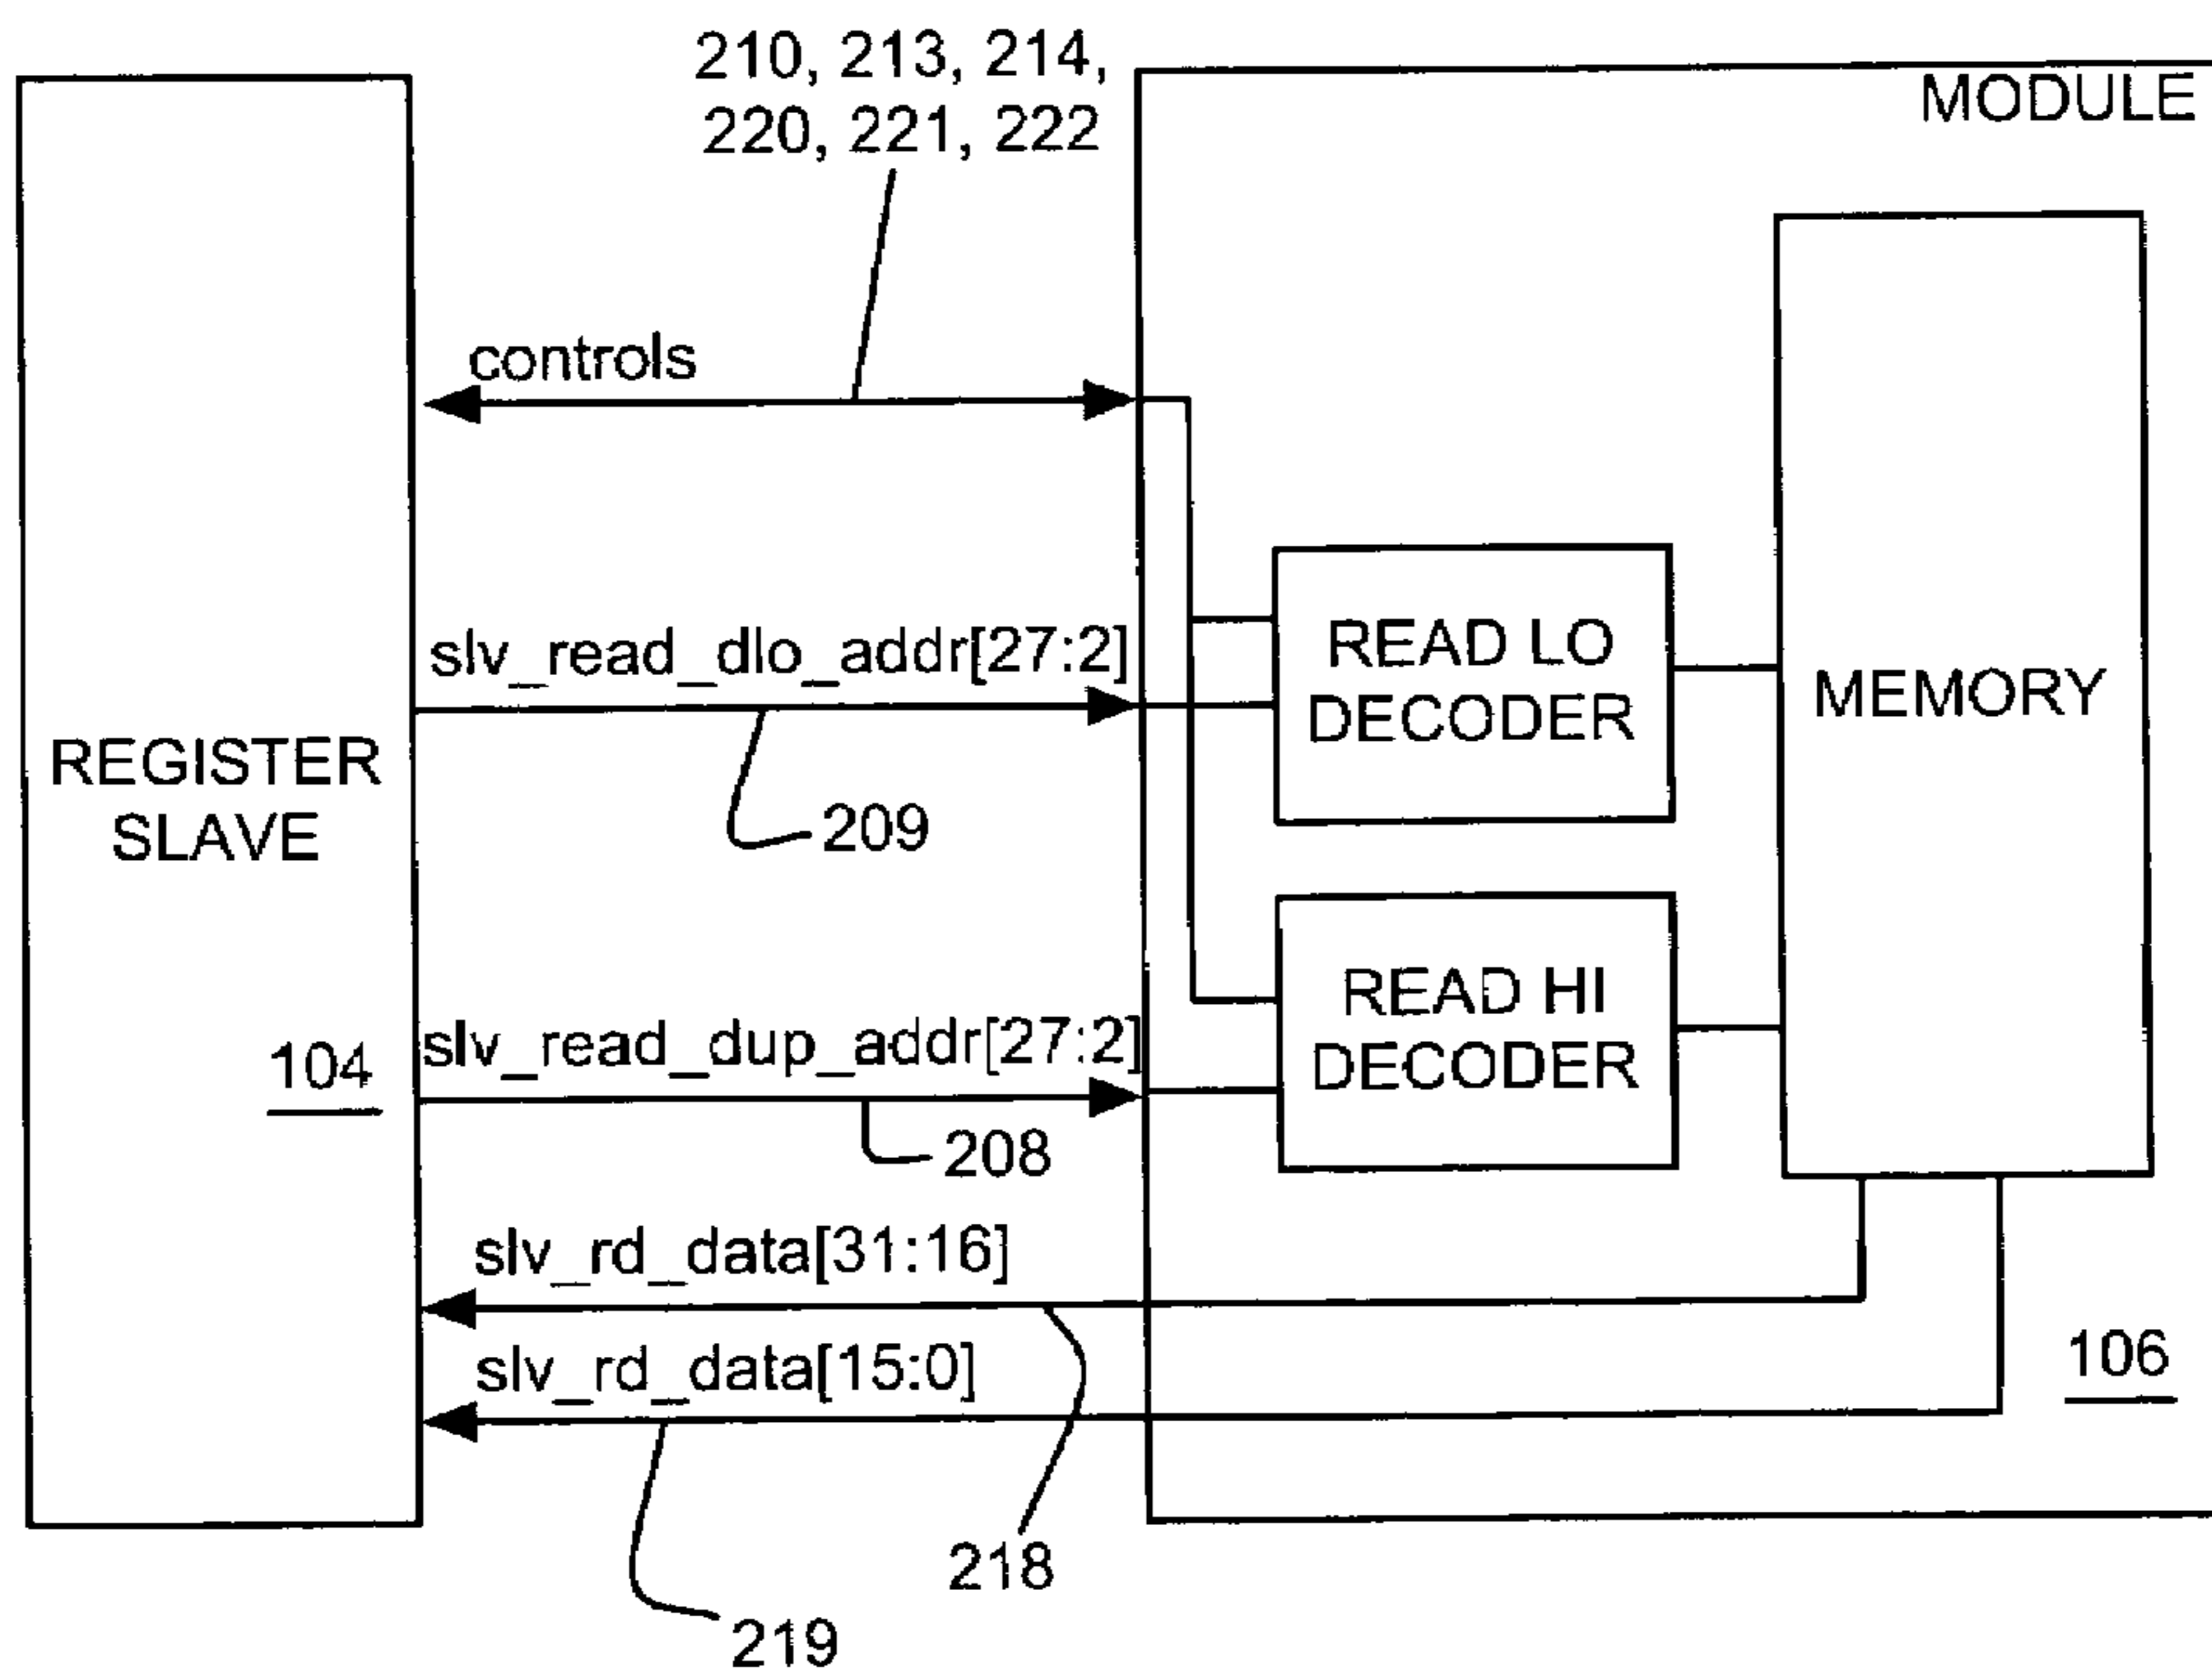 210, 213, 214,
220, 221, 222
MODULE
controls
slv_read_dlo_addr[27:2]
READ LO
DECODER
MEMORY
REGISTER
SLAVE
209
READ HI
DECODER
104
slv_read_dup_addr[27:2]
208
slv_rd_data[31:16]
slv_rd_data[15:0]
106
218
219